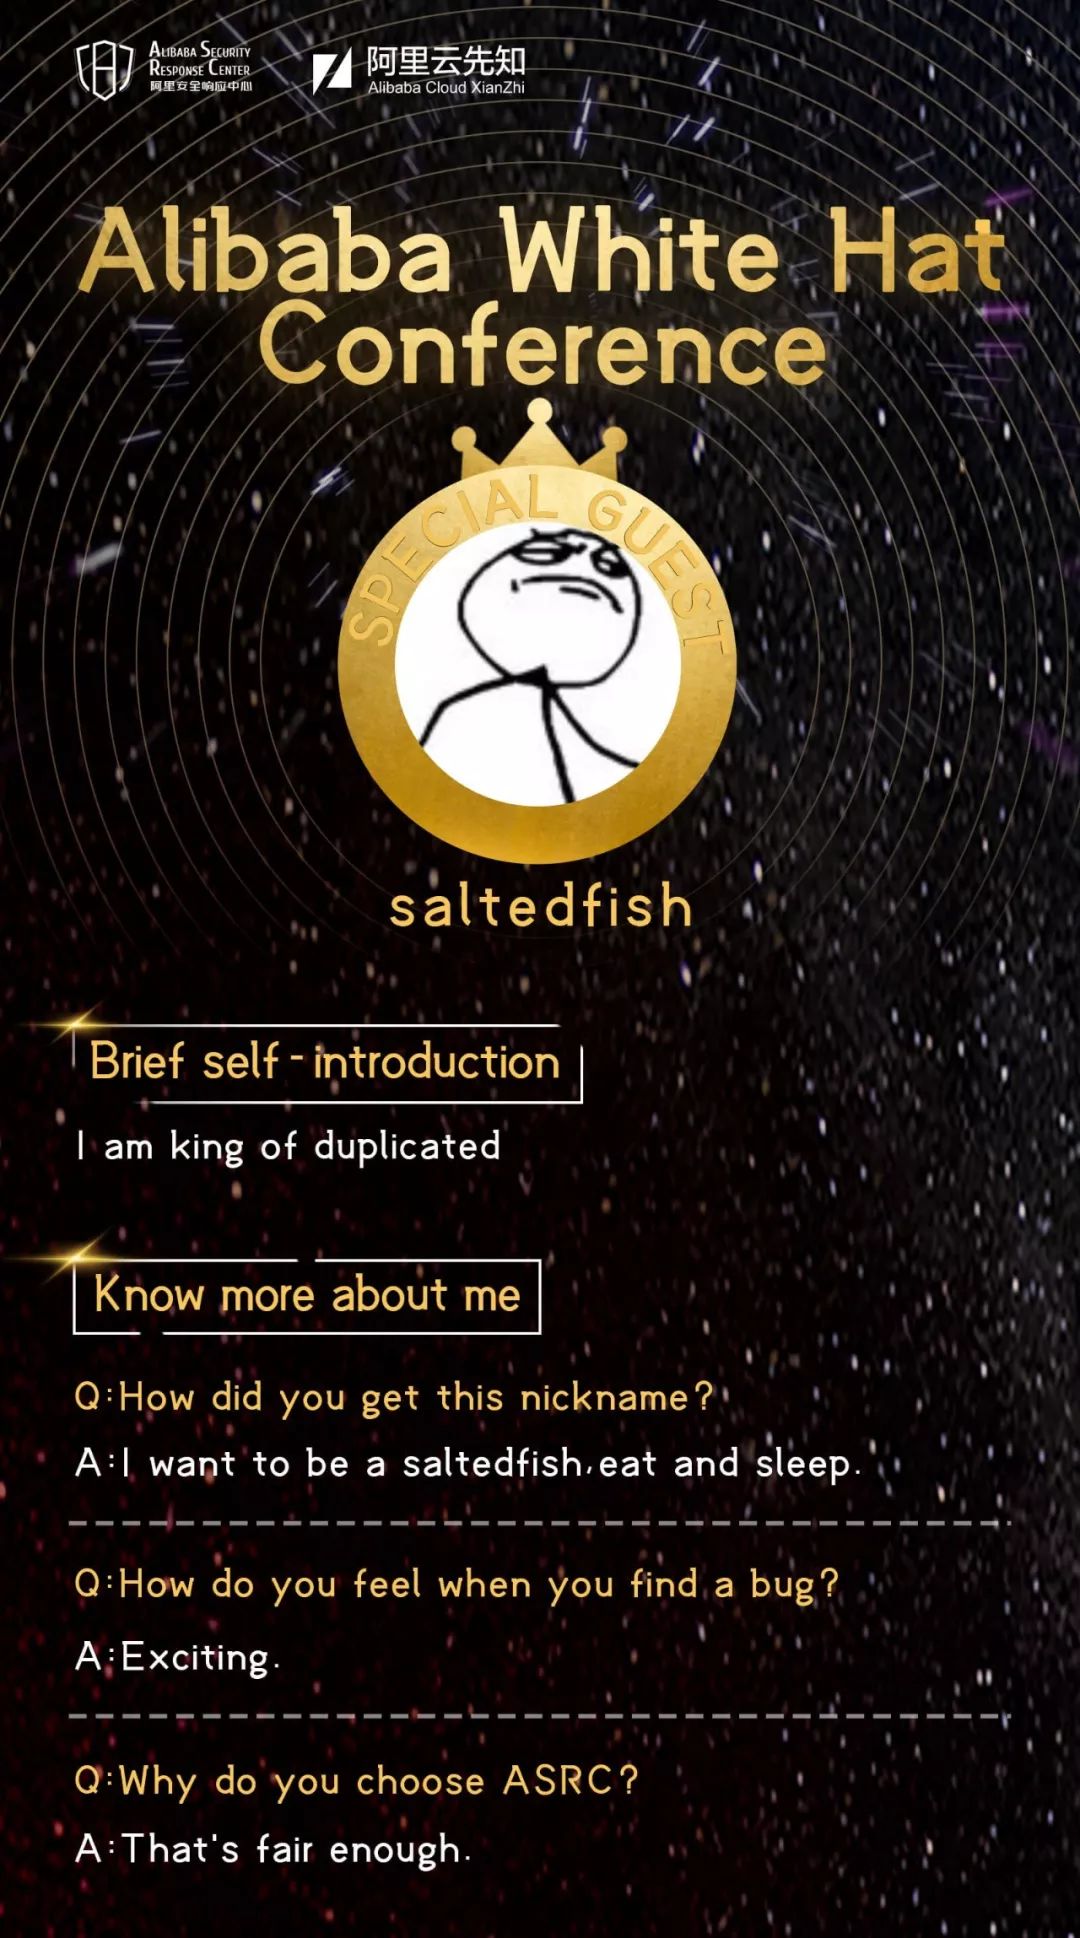 ALIBABA SECURITY
RESPONSE CENTER
阿里安全响应中心
阿里云先知
Alibaba Cloud XianZhi
Alibaba White Hat
Conference
SPECIAL GUEST
saltedfish
Brief self-introduction
I am king of duplicated
Know more about me
Q:How did you get this nickname?
A:I want to be a saltedfish,eat and sleep.
Q:How do you feel when you find a bug?
A:Exciting.
Q:Why do you choose ASRC?
A:That's fair enough.